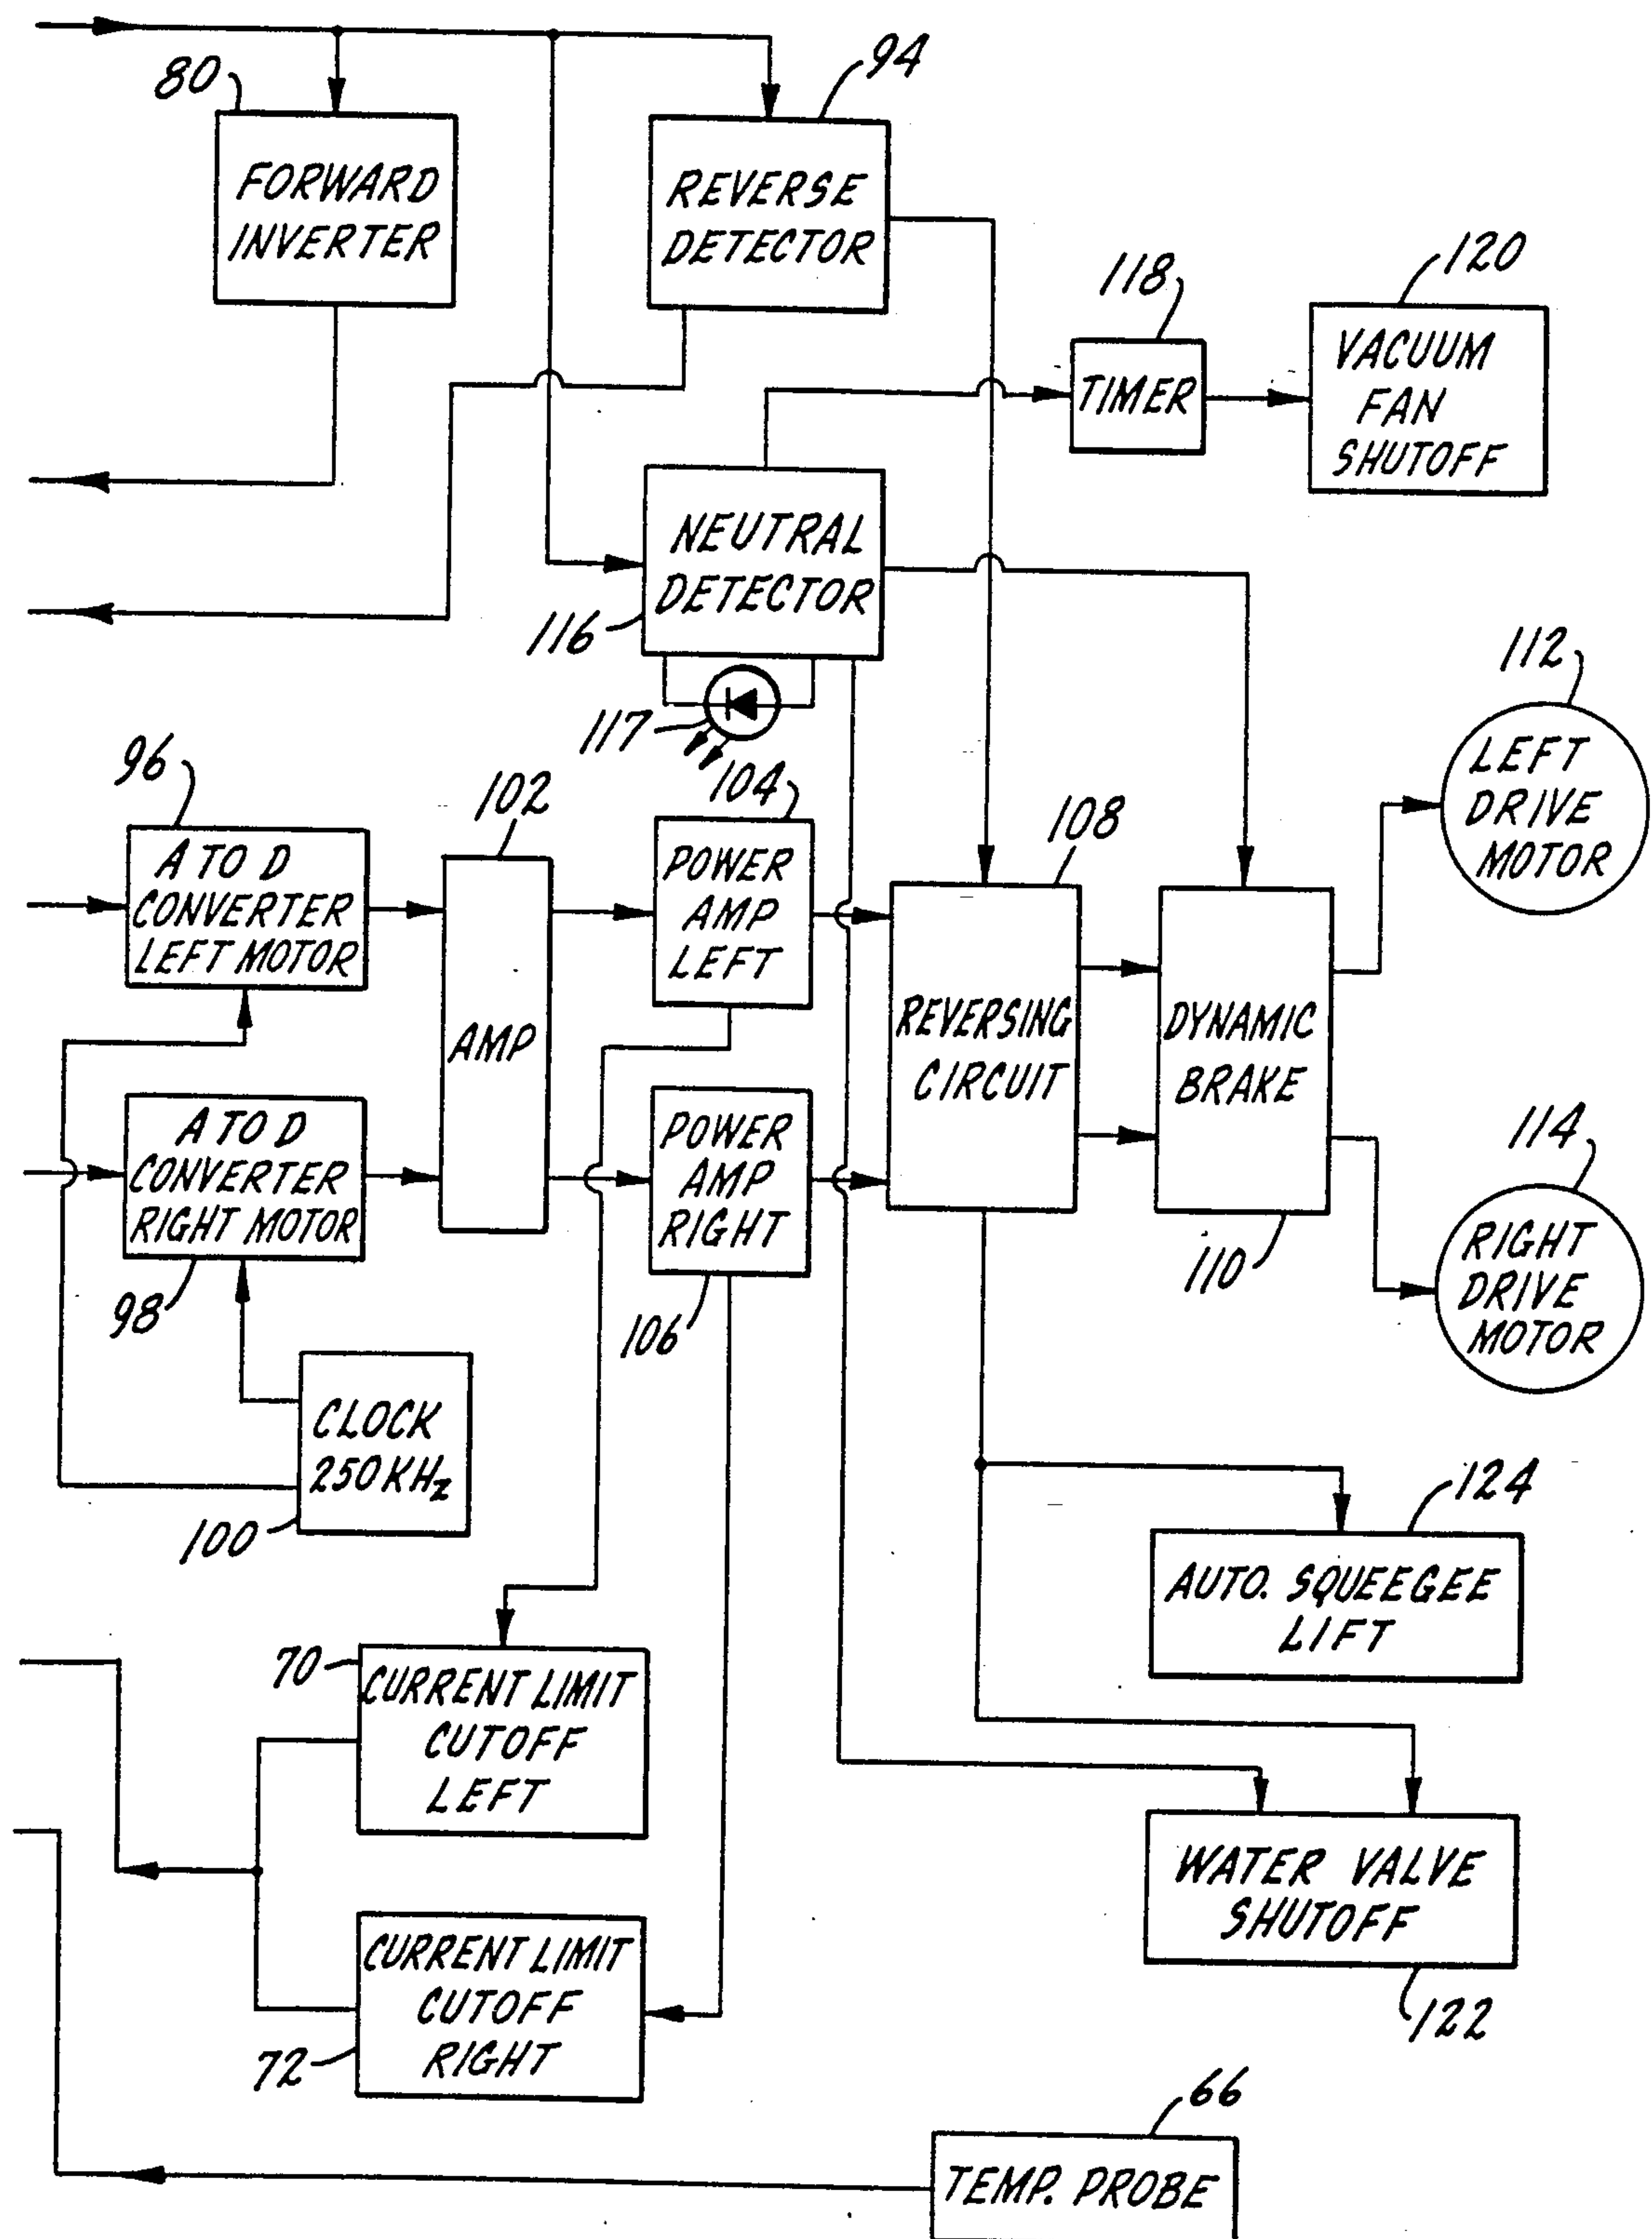 80
94
FORWARD
INVERTER
REVERSE
DETECTOR
118
120
TIMER
VACUUM
FAN
SHUTOFF
NEUTRAL
DETECTOR
116
117
112
LEFT
DRIVE
MOTOR
96
A TO D
CONVERTER
LEFT MOTOR
102
AMP
104
POWER
AMP
LEFT
108
REVERSING
CIRCUIT
DYNAMIC
BRAKE
110
A TO D
CONVERTER
RIGHT MOTOR
98
POWER
AMP
RIGHT
106
114
RIGHT
DRIVE
MOTOR
CLOCK
250KHz
100
124
AUTO. SQUEEGEE
LIFT
70
CURRENT LIMIT
CUTOFF
LEFT
WATER VALVE
SHUTOFF
122
CURRENT LIMIT
CUTOFF
RIGHT
72
66
TEMP. PROBE